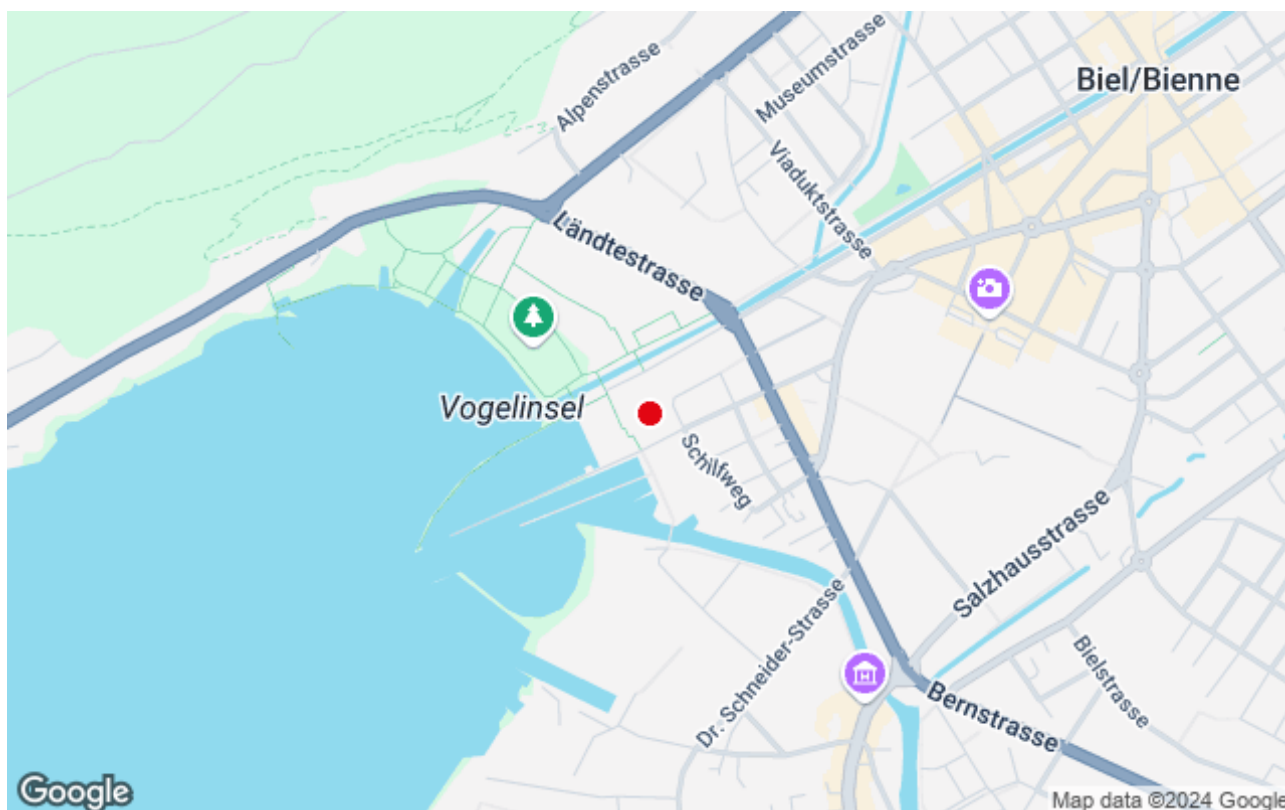 Alpenstrasse
Museumstrasse
Biel/Bienne
Viaduktstrasse
Ländtestrasse
Vogelinsel
Schilfweg
Salzhausstrasse
Dr. Schneider-Strasse
Bielstrasse
Bernstrasse
Google
Map data ©2024 Google